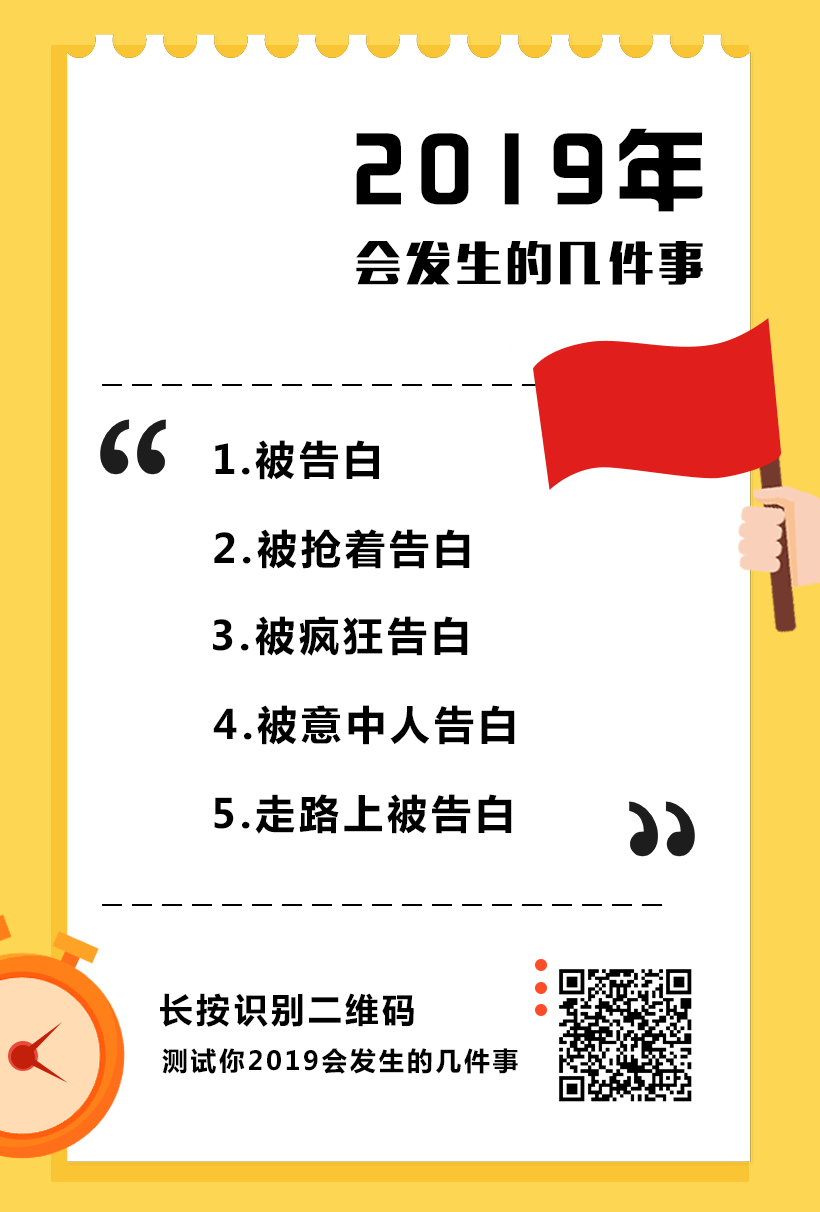 2019年
会发生的几件事
“
1.被告白
2.被抢着告白
3.被疯狂告白
4.被意中人告白
5.走路上被告白
”
长按识别二维码
测试你2019会发生的几件事